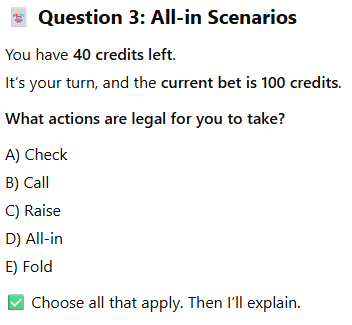 🃏 Question 3: All-in Scenarios
You have 40 credits left.
It’s your turn, and the current bet is 100 credits.
What actions are legal for you to take?
A) Check
B) Call
C) Raise
D) All-in
E) Fold
✅ Choose all that apply. Then I’ll explain.